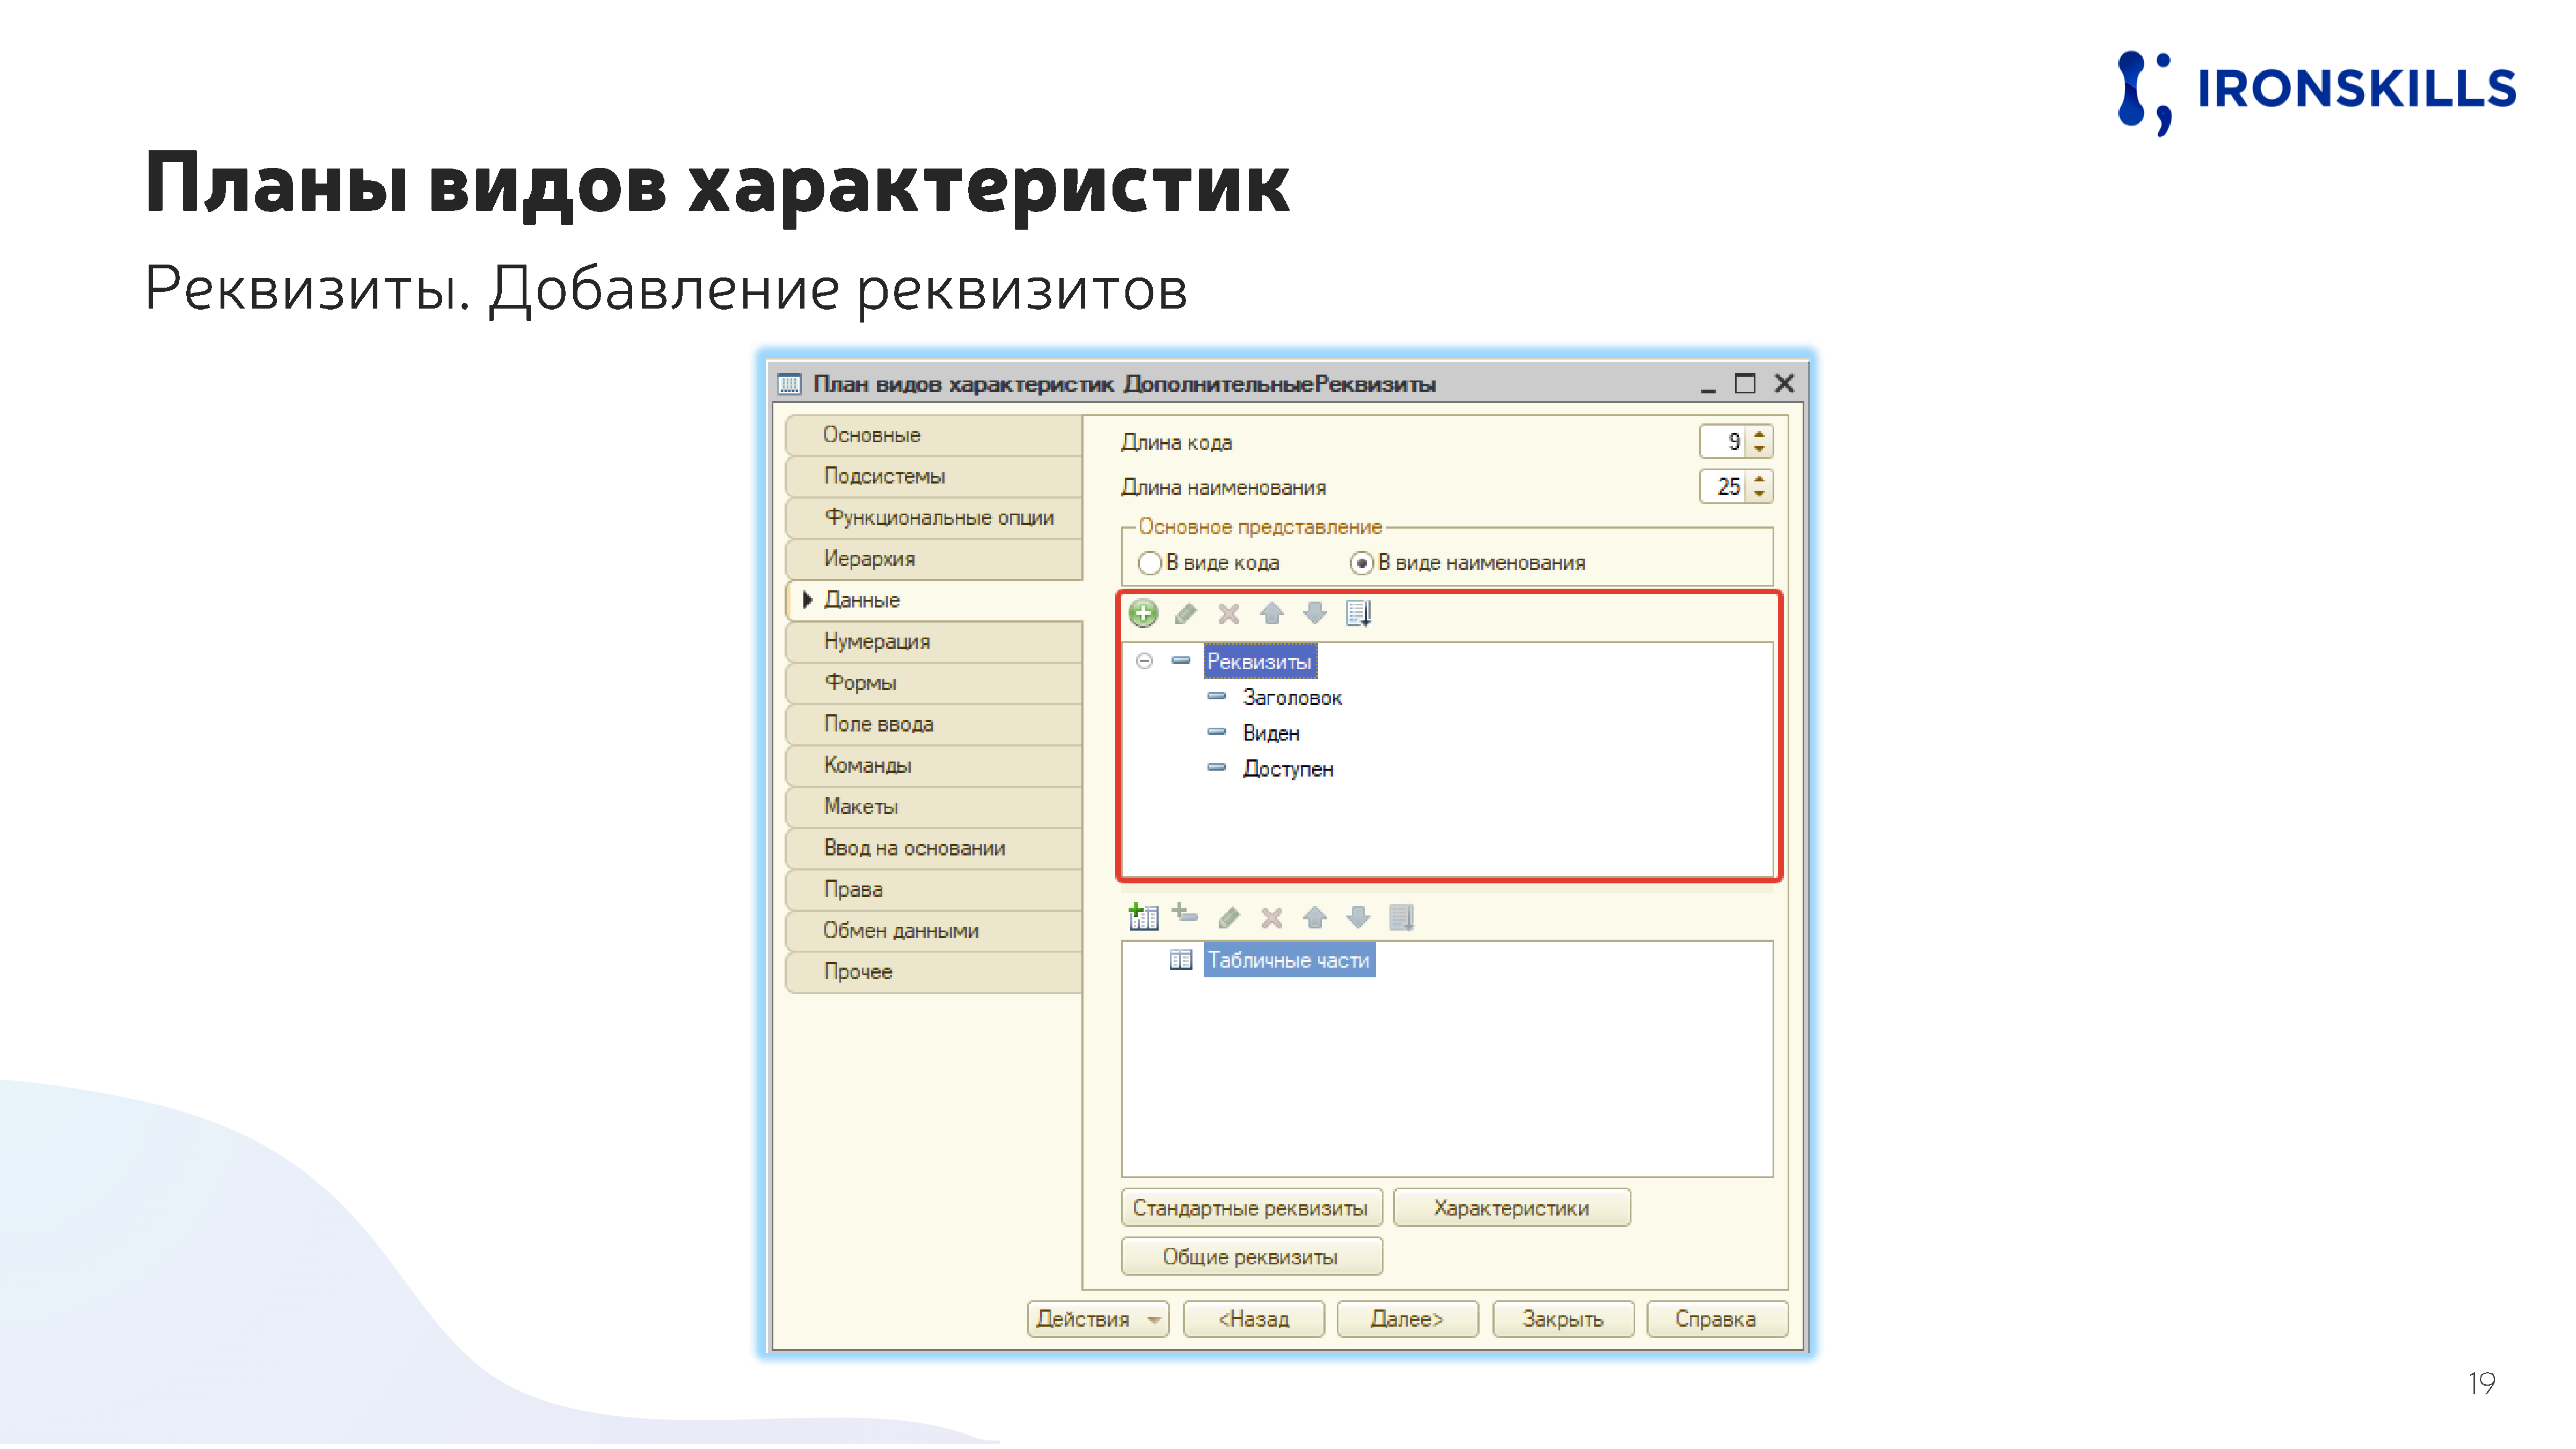 IRONSKILLS
Планы видов характеристик
Реквизиты. Добавление реквизитов
План видов характеристик ДополнительныеРеквизиты
Основные
Подсистемы
Функциональные опции
Иерархия
Данные
Нумерация
Формы
Поле ввода
Команды
Макеты
Ввод на основании
Права
Обмен данными
Прочее
Длина кода 9
Длина наименования 25
Основное представление
В виде кода В виде наименования
Реквизиты
Заголовок
Виден
Доступен
Табличные части
Стандартные реквизиты Характеристики
Общие реквизиты
Действия <Назад Далее> Закрыть Справка
19